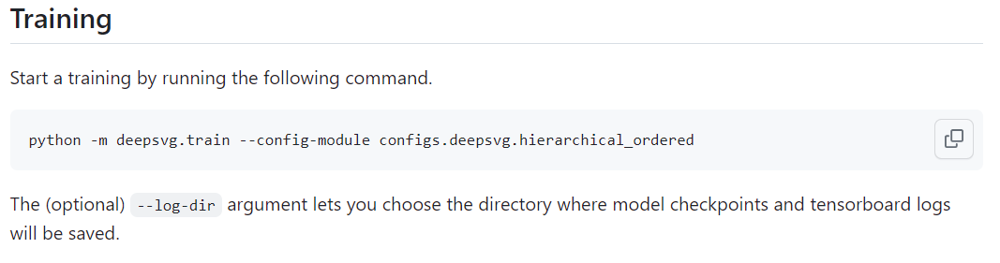 Training
Start a training by running the following command.
python -m deepsvg.train --config-module configs.deepsvg.hierarchical_ordered
The (optional) --log-dir argument lets you choose the directory where model checkpoints and tensorboard logs
will be saved.